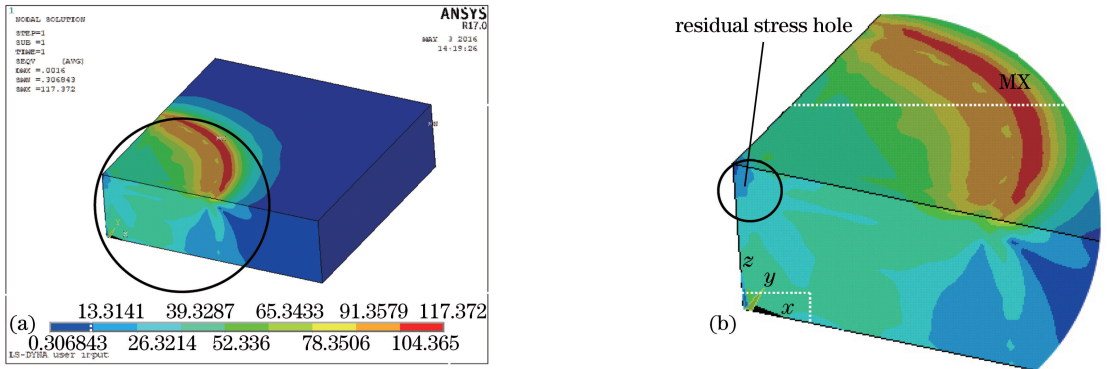 1
NODAL SOLUTION
STEP=1
SUB =1
TIME=1
SEQV (AVG)
DMX =.0016
SMN =.306843
SMX =117.372
ANSYS
R17.0
MAY 3 2016
14:19:26
(a)
13.3141 39.3287 65.3433 91.3579 117.372
0.306843 26.3214 52.336 78.3506 104.365
LS-DYNA user input
residual stress hole
MX
z
y
x
(b)